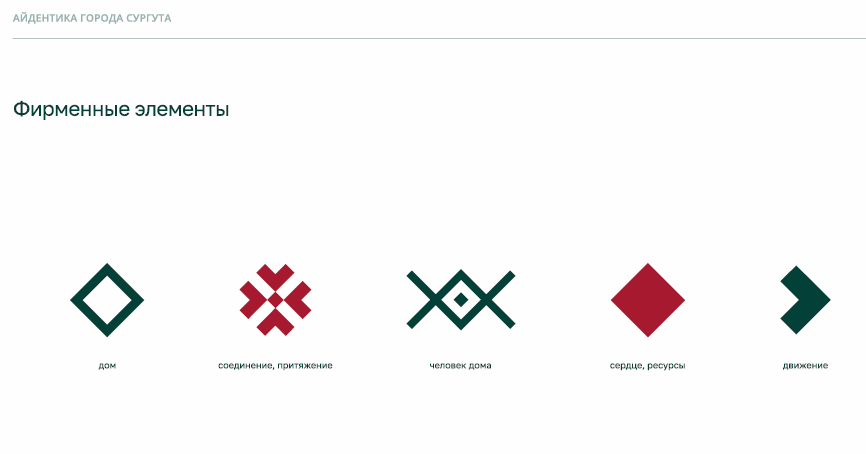 АЙДЕНТИКА ГОРОДА СУРГУТА
Фирменные элементы
дом
соединение, притяжение
человек дома
сердце, ресурсы
движение